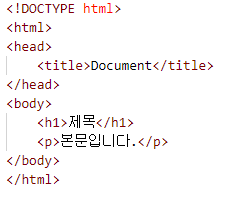 <!DOCTYPE html>
<html>
<head>
    <title>Document</title>
</head>
<body>
    <h1>제목</h1>
    <p>본문입니다.</p>
</body>
</html>